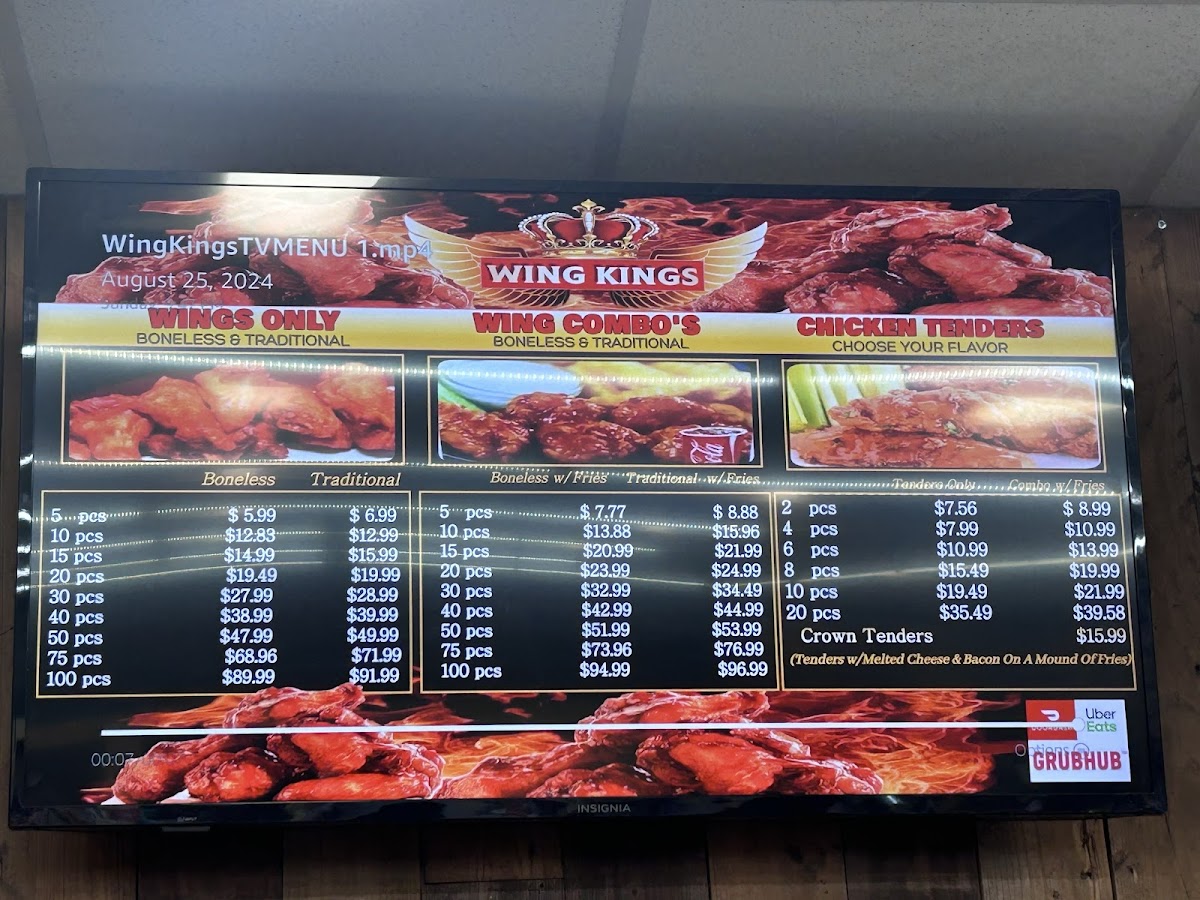 WingKingsTVMENU 1.mp4
August 25, 2024
WING KINGS
WINGS ONLY
BONELESS & TRADITIONAL
Boneless Traditional
5 pcs $ 5.99 $ 6.99
10 pcs $12.83 $12.99
15 pcs $14.99 $15.99
20 pcs $19.49 $19.99
30 pcs $27.99 $28.99
40 pcs $38.99 $39.99
50 pcs $47.99 $49.99
75 pcs $68.96 $71.99
100 pcs $89.99 $91.99
WING COMBO'S
BONELESS & TRADITIONAL
Boneless w/Fries Traditional w/Fries
5 pcs $ 7.77 $ 8.88
10 pcs $13.88 $15.96
15 pcs $20.99 $21.99
20 pcs $23.99 $24.99
30 pcs $32.99 $34.49
40 pcs $42.99 $44.99
50 pcs $51.99 $53.99
75 pcs $73.96 $76.99
100 pcs $94.99 $96.99
CHICKEN TENDERS
CHOOSE YOUR FLAVOR
Tenders Only Combo w/Fries
2 pcs $7.56 $ 8.99
4 pcs $7.99 $10.99
6 pcs $10.99 $13.99
8 pcs $15.49 $19.99
10 pcs $19.49 $21.99
20 pcs $35.49 $39.58
Crown Tenders $15.99
(Tenders w/Melted Cheese & Bacon On A Mound Of Fries)
00:07
Options
Uber
Eats
GRUBHUB
INSIGNIA